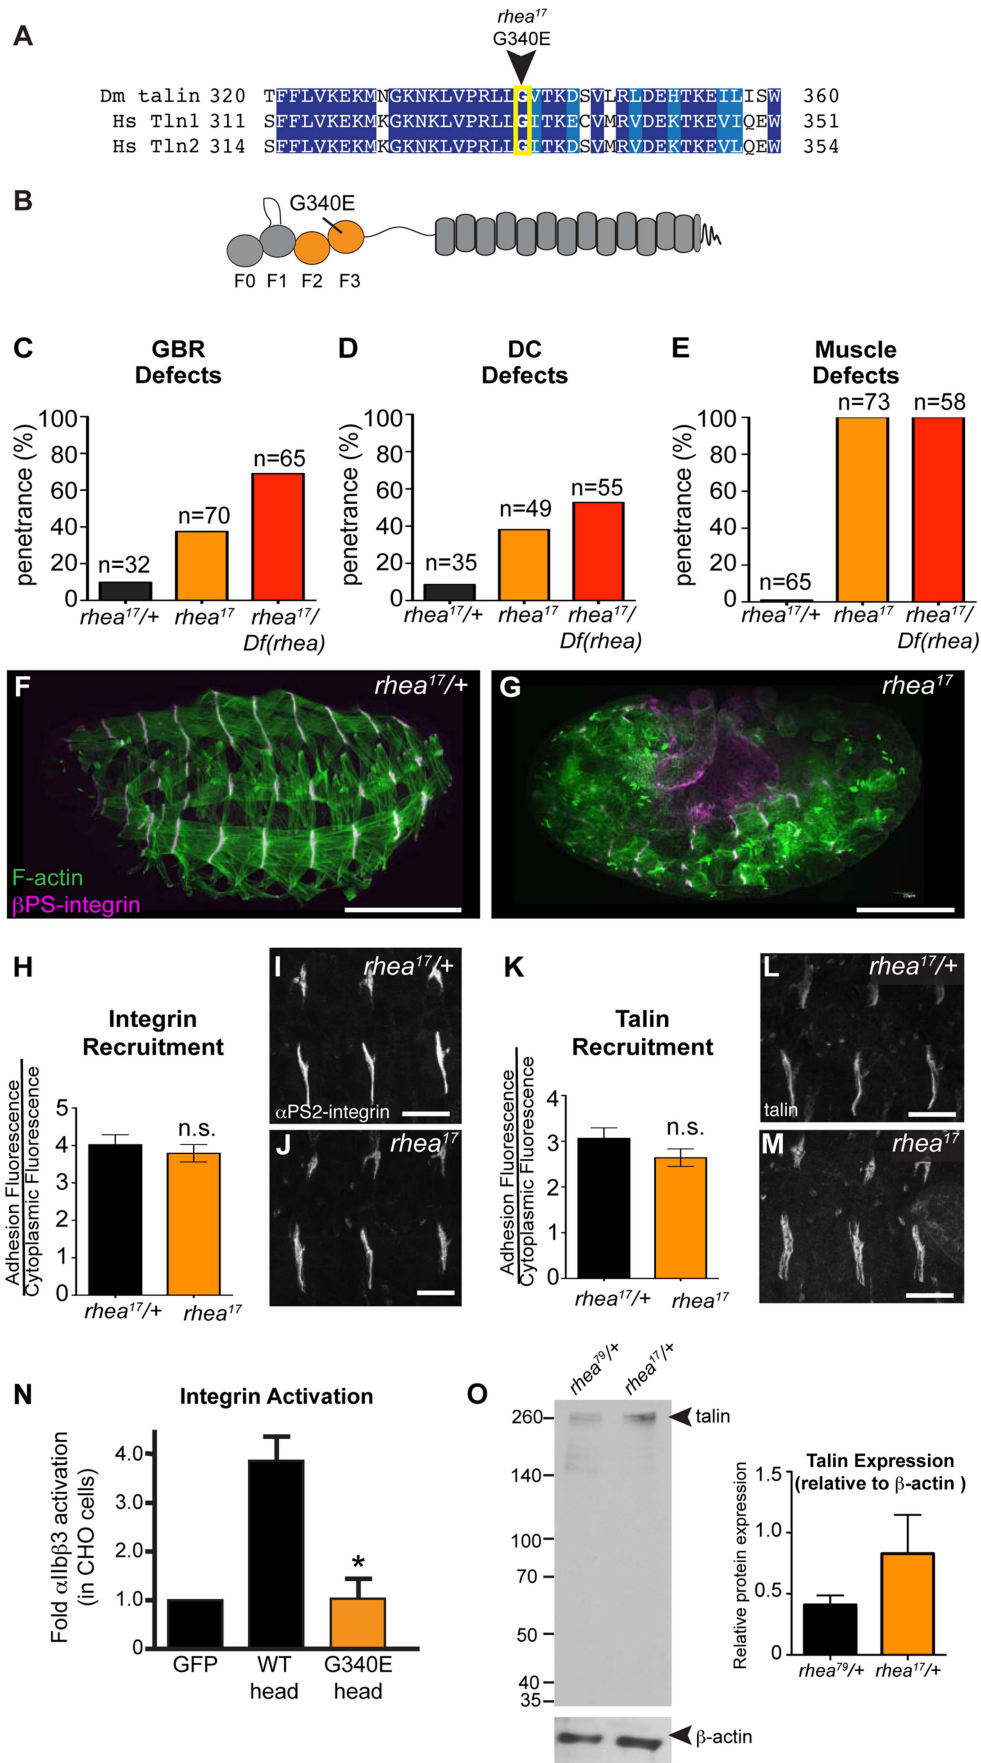 A
rhea17
G340E
Dm talin 320 TFFLVKEKMNGKNKLVPRLLGVTKDSVLRLDEHTKEILISW 360
Hs Tln1 311 SFFLVKEKMKGKNKLVPRLLGITKECVMRVDEKTKEVIQEW 351
Hs Tln2 314 SFFLVKEKMKGKNKLVPRLLGITKDSVMRVDEKTKEVLQEW 354
B
G340E
F0 F1 F2 F3
C
GBR
Defects
penetrance (%)
100
80
60
40
20
0
n=32
n=70
n=65
rhea17/+
rhea17
rhea17/
Df(rhea)
D
DC
Defects
penetrance (%)
100
80
60
40
20
0
n=35
n=49
n=55
rhea17/+
rhea17
rhea17/
Df(rhea)
E
Muscle
Defects
penetrance (%)
100
80
60
40
20
0
n=65
n=73
n=58
rhea17/+
rhea17
rhea17/
Df(rhea)
F
rhea17/+
F-actin
βPS-integrin
G
rhea17
H
Integrin
Recruitment
Adhesion Fluorescence
Cytoplasmic Fluorescence
5
4
3
2
1
0
n.s.
rhea17/+
rhea17
I
rhea17/+
αPS2-integrin
J
rhea17
K
Talin
Recruitment
Adhesion Fluorescence
Cytoplasmic Fluorescence
4
3
2
1
0
n.s.
rhea17/+
rhea17
L
rhea17/+
talin
M
rhea17
N
Integrin Activation
Fold αIIbβ3 activation
(in CHO cells)
4.0
3.0
2.0
1.0
0
*
GFP
WT
head
G340E
head
O
rhea79/+
rhea17/+
260
140
100
70
50
40
35
talin
β-actin
Talin Expression
(relative to β-actin )
Relative protein expression
1.5
1.0
0.5
0
rhea79/+
rhea17/+